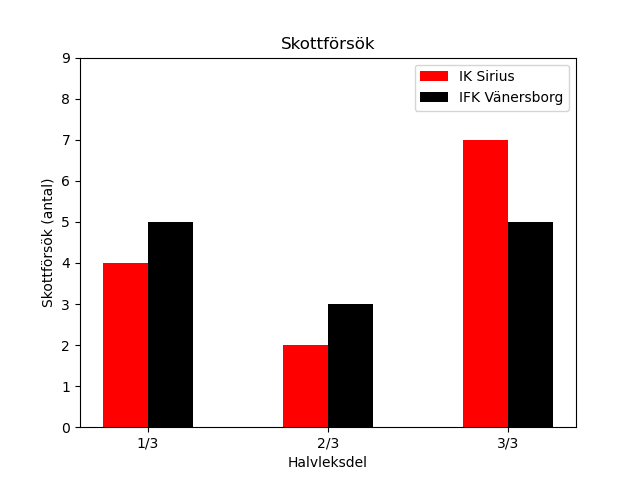 Skottförsök
IK Sirius
IFK Vänersborg
9
8
7
6
5
4
3
2
1
0
Skottförsök (antal)
1/3 2/3 3/3
Halvleksdel